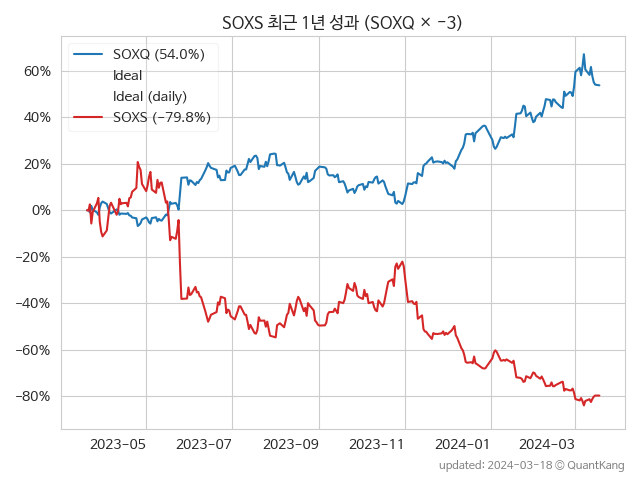 SOXS 최근 1년 성과 (SOXQ × −3)
SOXQ (54.0%)
Ideal
Ideal (daily)
SOXS (−79.8%)
60%
40%
20%
0%
−20%
−40%
−60%
−80%
2023-05 2023-07 2023-09 2023-11 2024-01 2024-03
updated: 2024-03-18 © QuantKang